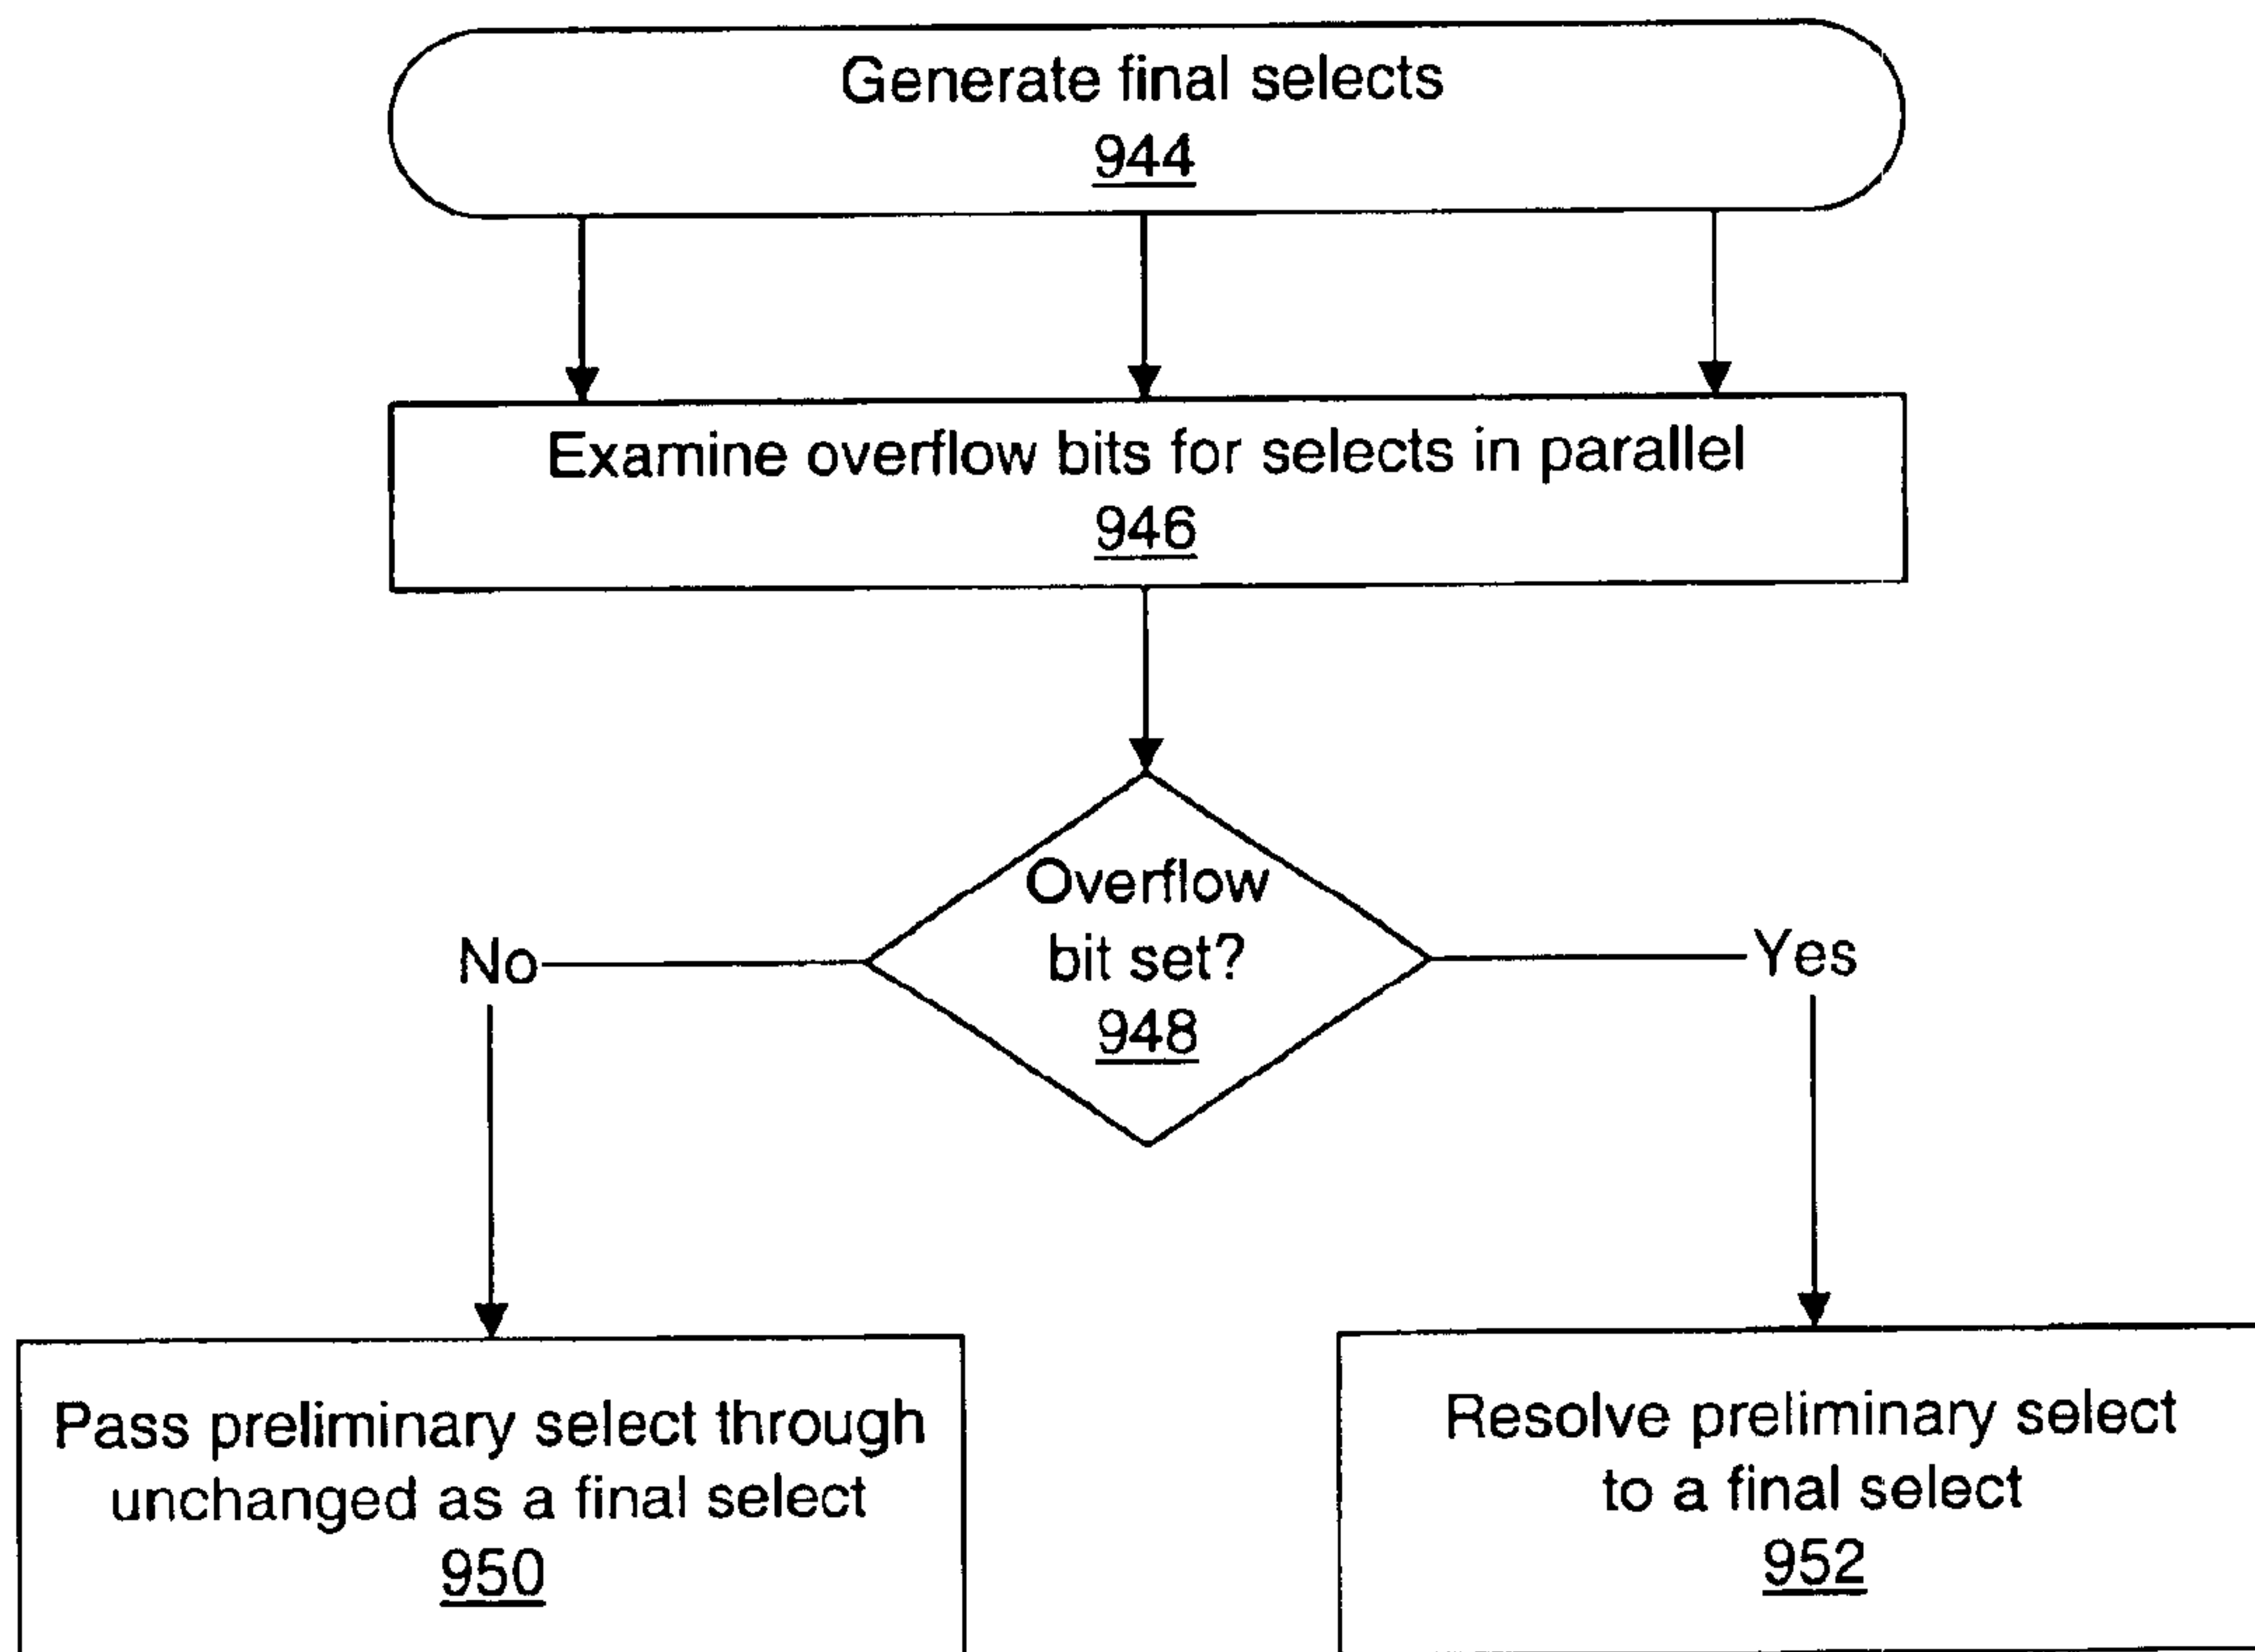 Generate final selects
944
Examine overflow bits for selects in parallel
946
Overflow
bit set?
948
No
Yes
Pass preliminary select through
unchanged as a final select
950
Resolve preliminary select
to a final select
952